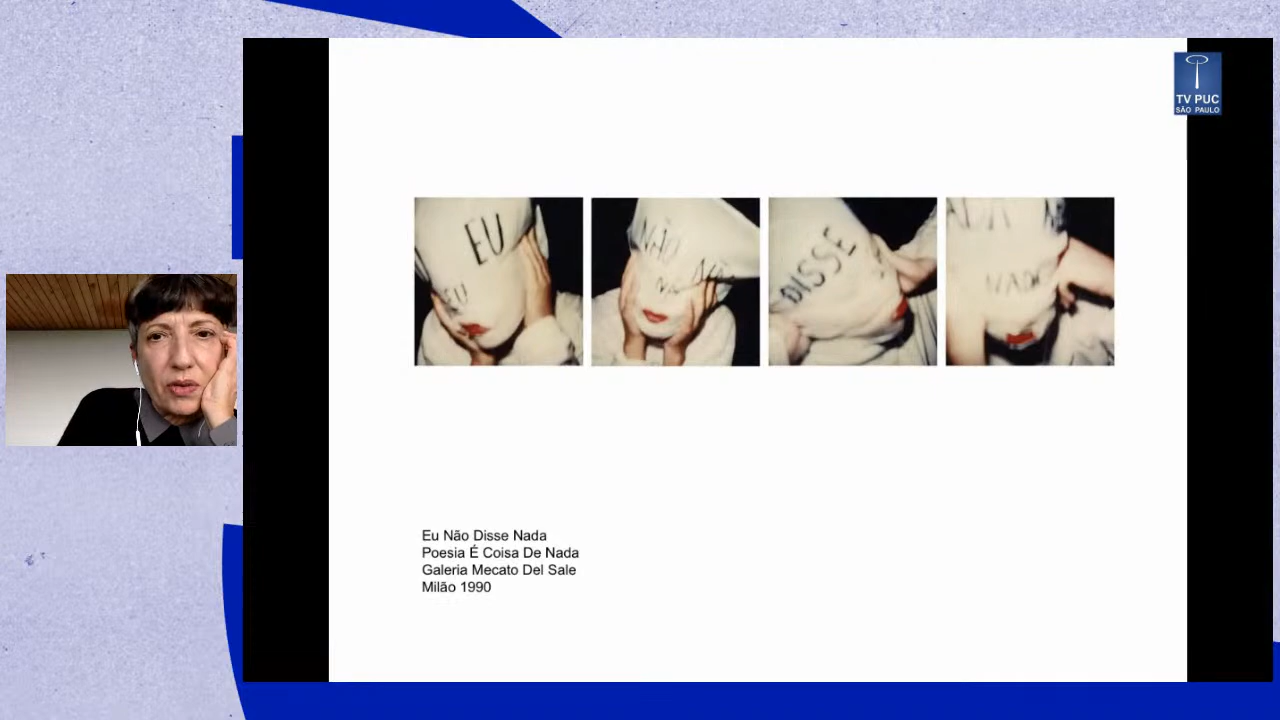 TV PUC
SÃO PAULO
EU
EU
NÃO
DISSE
NADA
Eu Não Disse Nada
Poesia É Coisa De Nada
Galeria Mecato Del Sale
Milão 1990